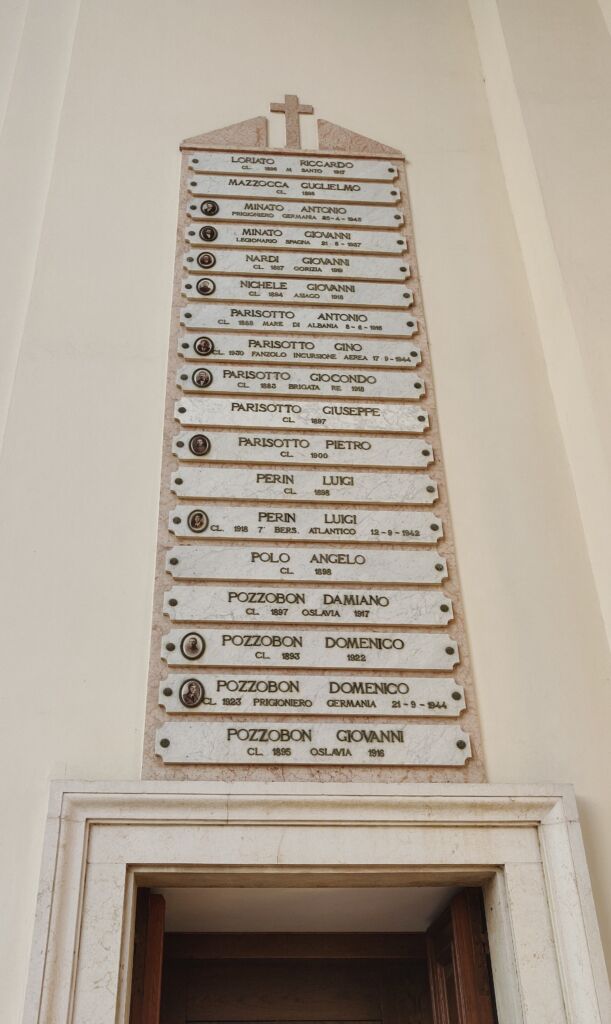 LORIATO RICCARDO
CL. 1896 M. SANTO 1917
MAZZOCCA GUGLIELMO
CL. 1895
MINATO ANTONIO
PRIGIONIERO GERMANIA 25-4-1945
MINATO GIOVANNI
LEGIONARIO SPAGNA 21-5-1937
NARDI GIOVANNI
CL. 1887 GORIZIA 1919
NICHELE GIOVANNI
CL. 1894 ASIAGO 1918
PARISOTTO ANTONIO
CL. 1888 MARE DI ALBANIA 8-6-1916
PARISOTTO GINO
CL. 1930 FANZOLO INCURSIONE AEREA 17-9-1944
PARISOTTO GIOCONDO
CL. 1883 BRIGATA RE 1918
PARISOTTO GIUSEPPE
CL. 1897
PARISOTTO PIETRO
CL. 1900
PERIN LUIGI
CL. 1898
PERIN LUIGI
CL. 1918 7° BERS. ATLANTICO 12-9-1942
POLO ANGELO
CL. 1898
POZZOBON DAMIANO
CL. 1897 OSLAVIA 1917
POZZOBON DOMENICO
CL. 1893 1922
POZZOBON DOMENICO
CL. 1923 PRIGIONIERO GERMANIA 21-9-1944
POZZOBON GIOVANNI
CL. 1895 OSLAVIA 1916